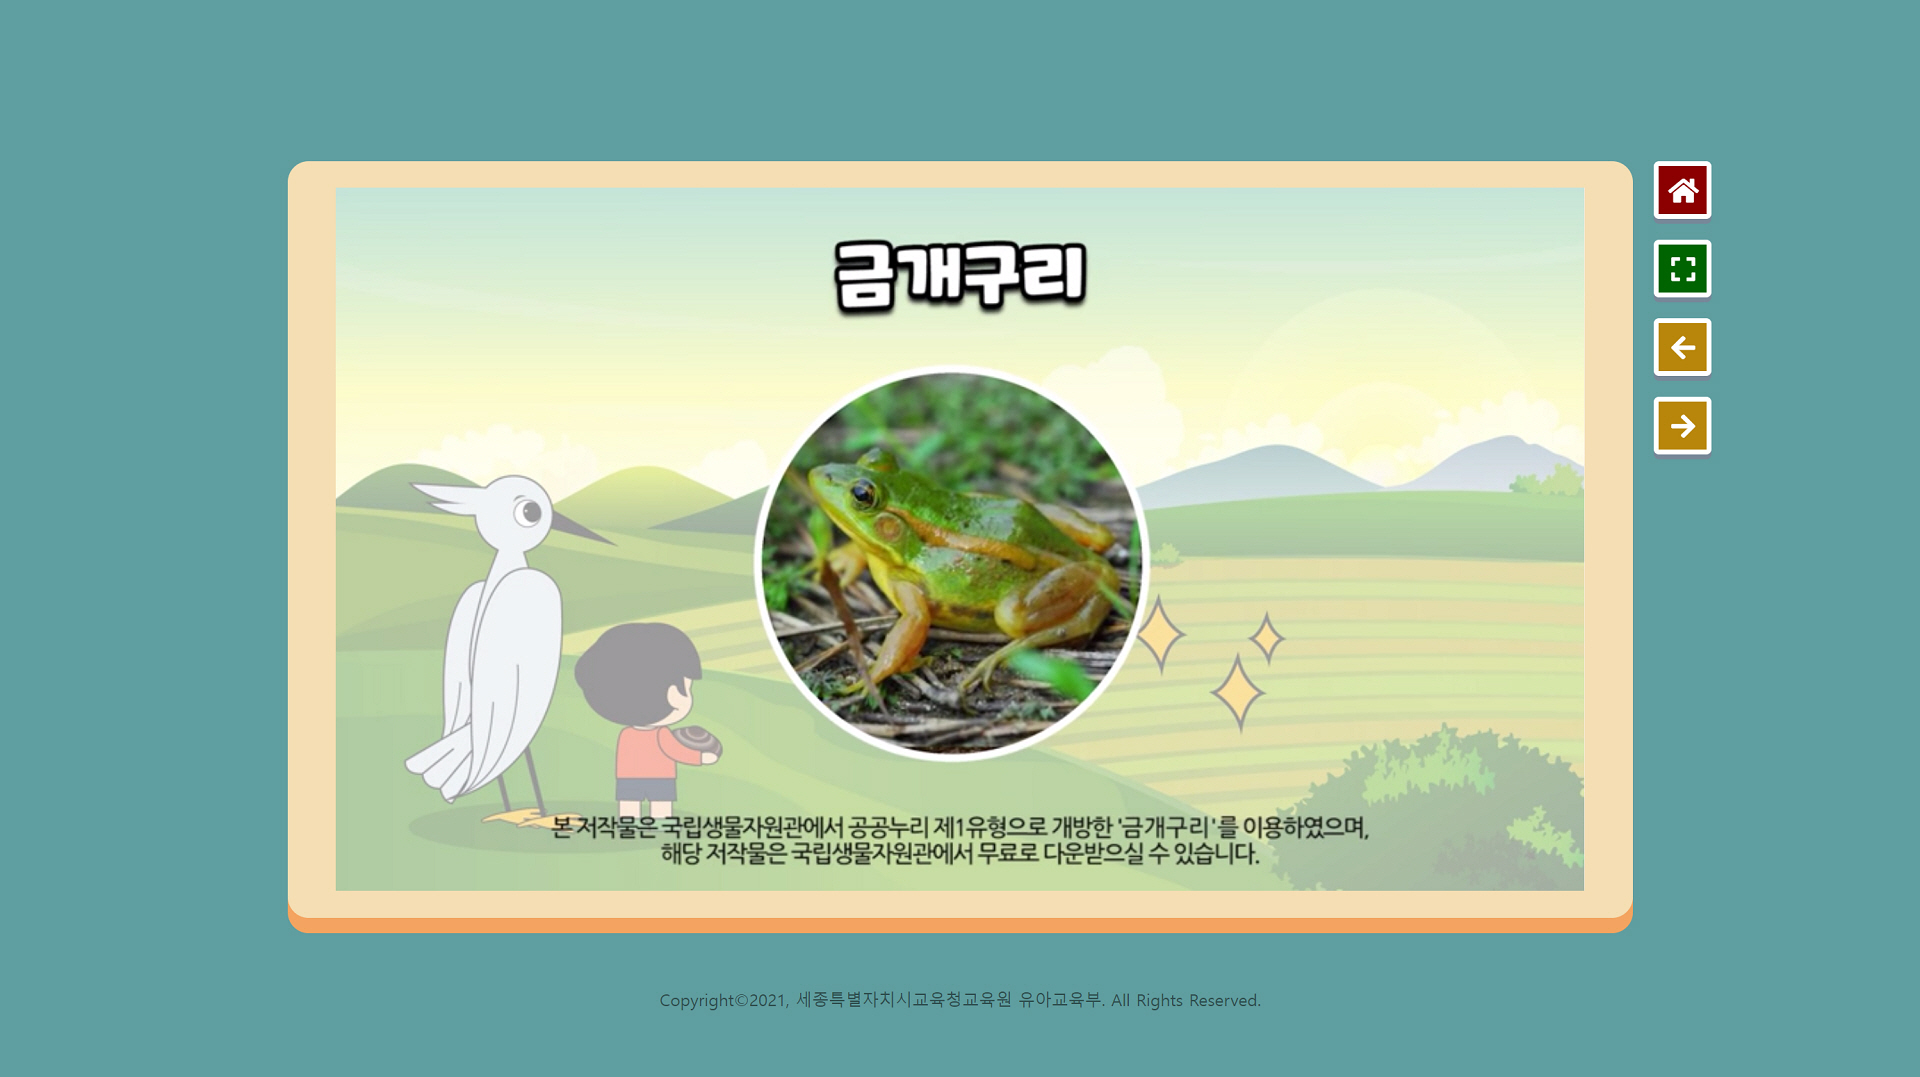 금개구리
본 저작물은 국립생물자원관에서 공공누리 제1유형으로 개방한 '금개구리'를 이용하였으며,
해당 저작물은 국립생물자원관에서 무료로 다운받으실 수 있습니다.
Copyright©2021, 세종특별자치시교육청교육원 유아교육부. All Rights Reserved.